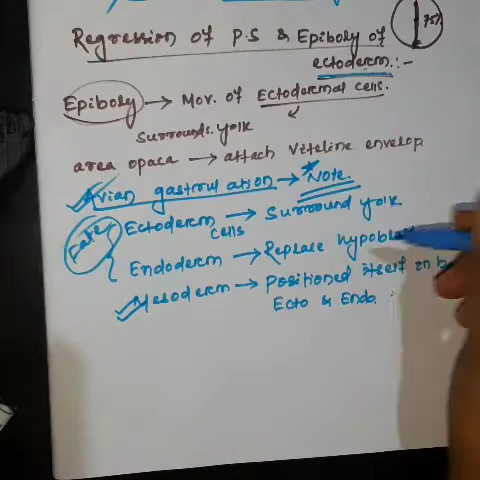 75%
Regression of P.S & Epiboly of
ectoderm :-
Epiboly → Mov. of Ectodermal cells.
Surrounds yolk
area opaca → attach Viteline envelop
Avian gastrulation → Note.
Fate
Ectoderm → Surround yolk
cells
Endoderm → Replace
Mesoderm → Positioned itself in b
Ecto & Endo.